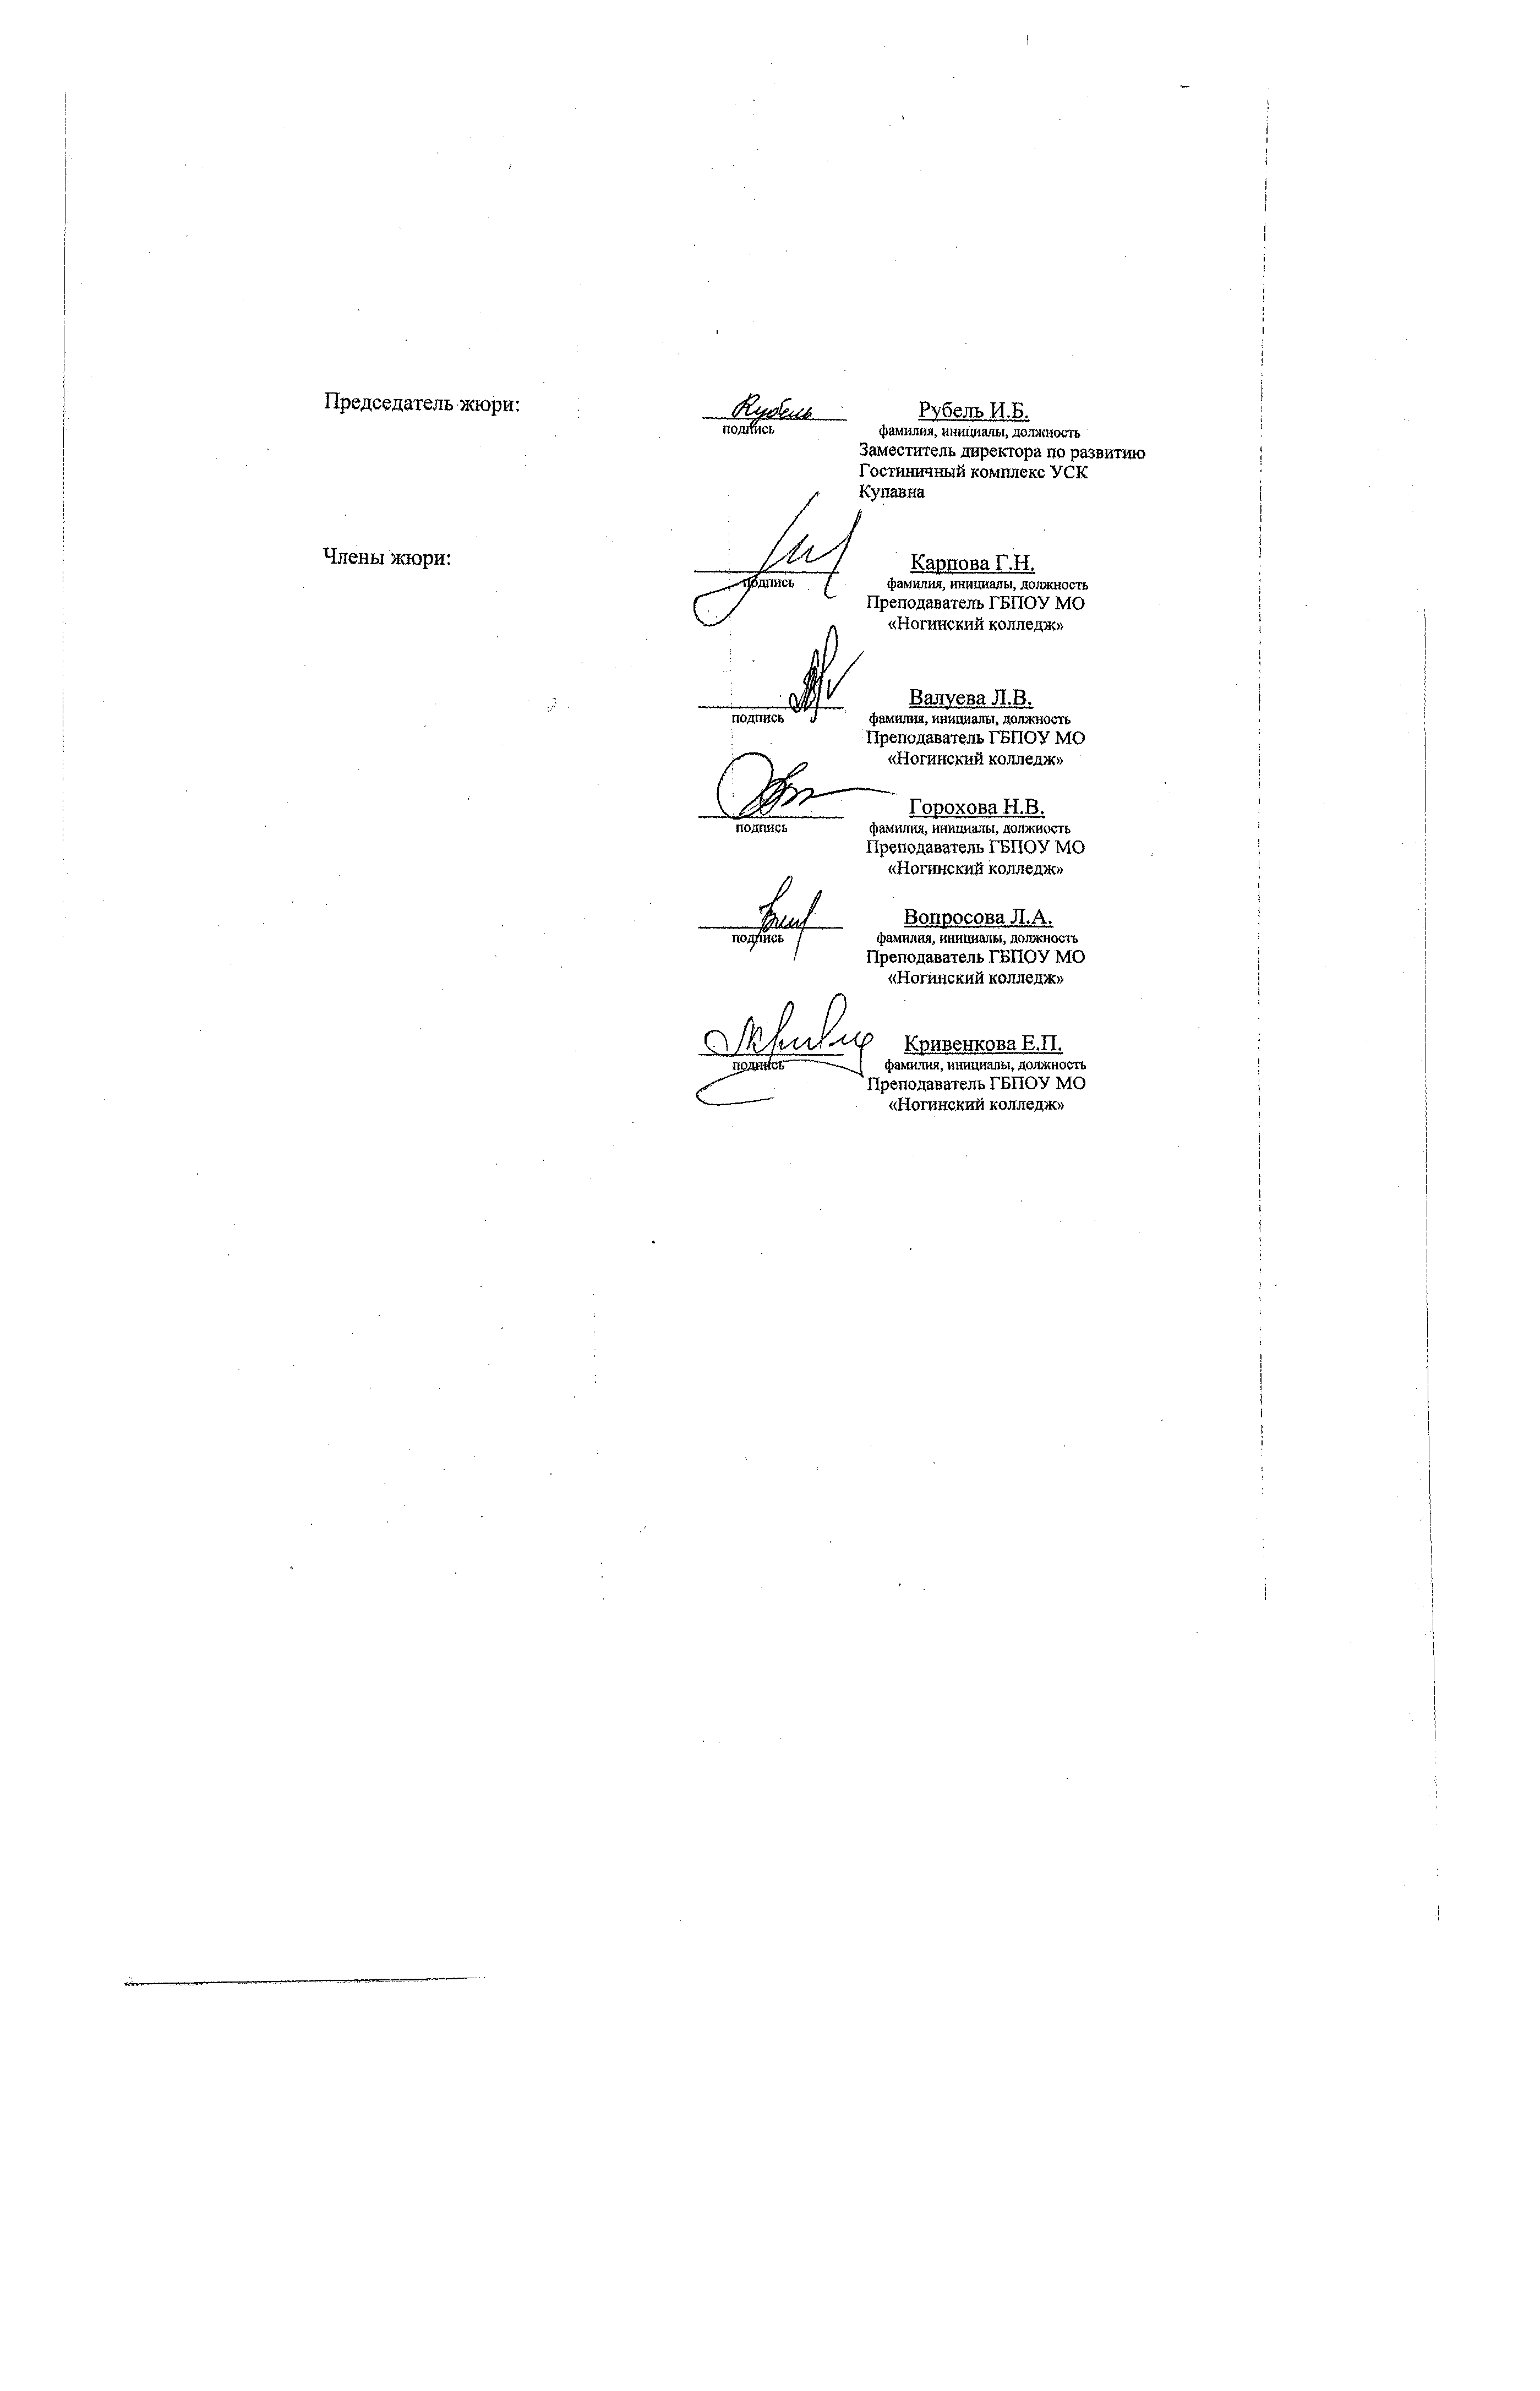 Председатель жюри: Рубель Рубель И.Б.
подпись фамилия, инициалы, должность
Заместитель директора по развитию
Гостиничный комплекс УСК
Купавна
Члены жюри: Карпова Г.Н.
подпись фамилия, инициалы, должность
Преподаватель ГБПОУ МО
«Ногинский колледж»
Валуева Л.В.
подпись фамилия, инициалы, должность
Преподаватель ГБПОУ МО
«Ногинский колледж»
Горохова Н.В.
подпись фамилия, инициалы, должность
Преподаватель ГБПОУ МО
«Ногинский колледж»
Вопросова Л.А.
подпись фамилия, инициалы, должность
Преподаватель ГБПОУ МО
«Ногинский колледж»
Кривенкова Е.П.
подпись фамилия, инициалы, должность
Преподаватель ГБПОУ МО
«Ногинский колледж»